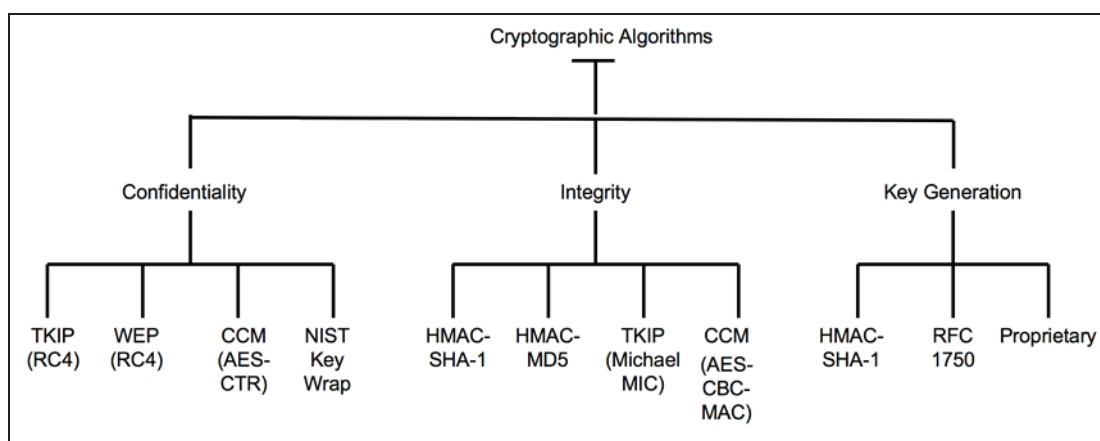 Cryptographic Algorithms
Confidentiality
Integrity
Key Generation
TKIP
(RC4)
WEP
(RC4)
CCM
(AES-
CTR)
NIST
Key
Wrap
HMAC-
SHA-1
HMAC-
MD5
TKIP
(Michael
MIC)
CCM
(AES-
CBC-
MAC)
HMAC-
SHA-1
RFC
1750
Proprietary